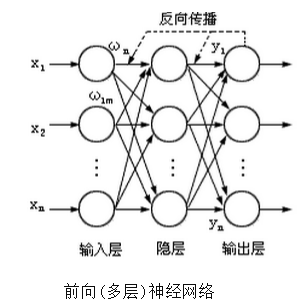 反向传播
ωn y1
x1
ω1m
x2
⋮ ⋮ ⋮
xn
yn
输入层 隐层 输出层
前向(多层)神经网络